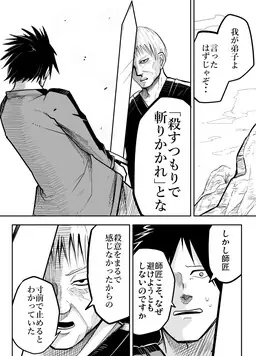 我が弟子よ
言った
はずじゃぞ‥
「殺すつもりで
斬りかかれ」とな
しかし師匠
師匠こそ、なぜ
避けようとも
しないのですか
殺意をまるで
感じなかったからの
寸前で止めると
わかっていた